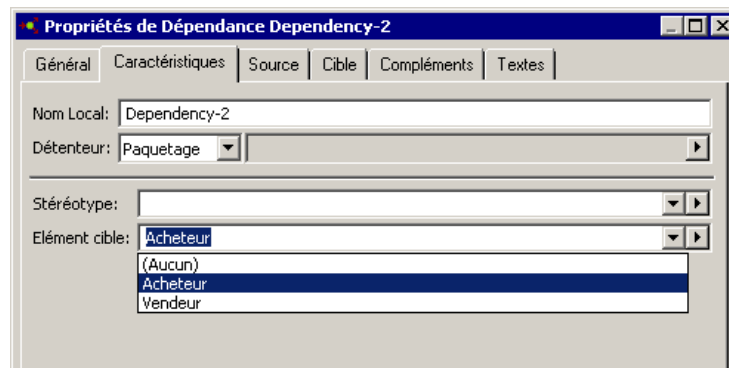 Propriétés de Dépendance Dependency-2
Général Caractéristiques Source Cible Compléments Textes
Nom Local: Dependency-2
Détenteur: Paquetage
Stéréotype:
Elément cible: Acheteur
(Aucun)
Acheteur
Vendeur